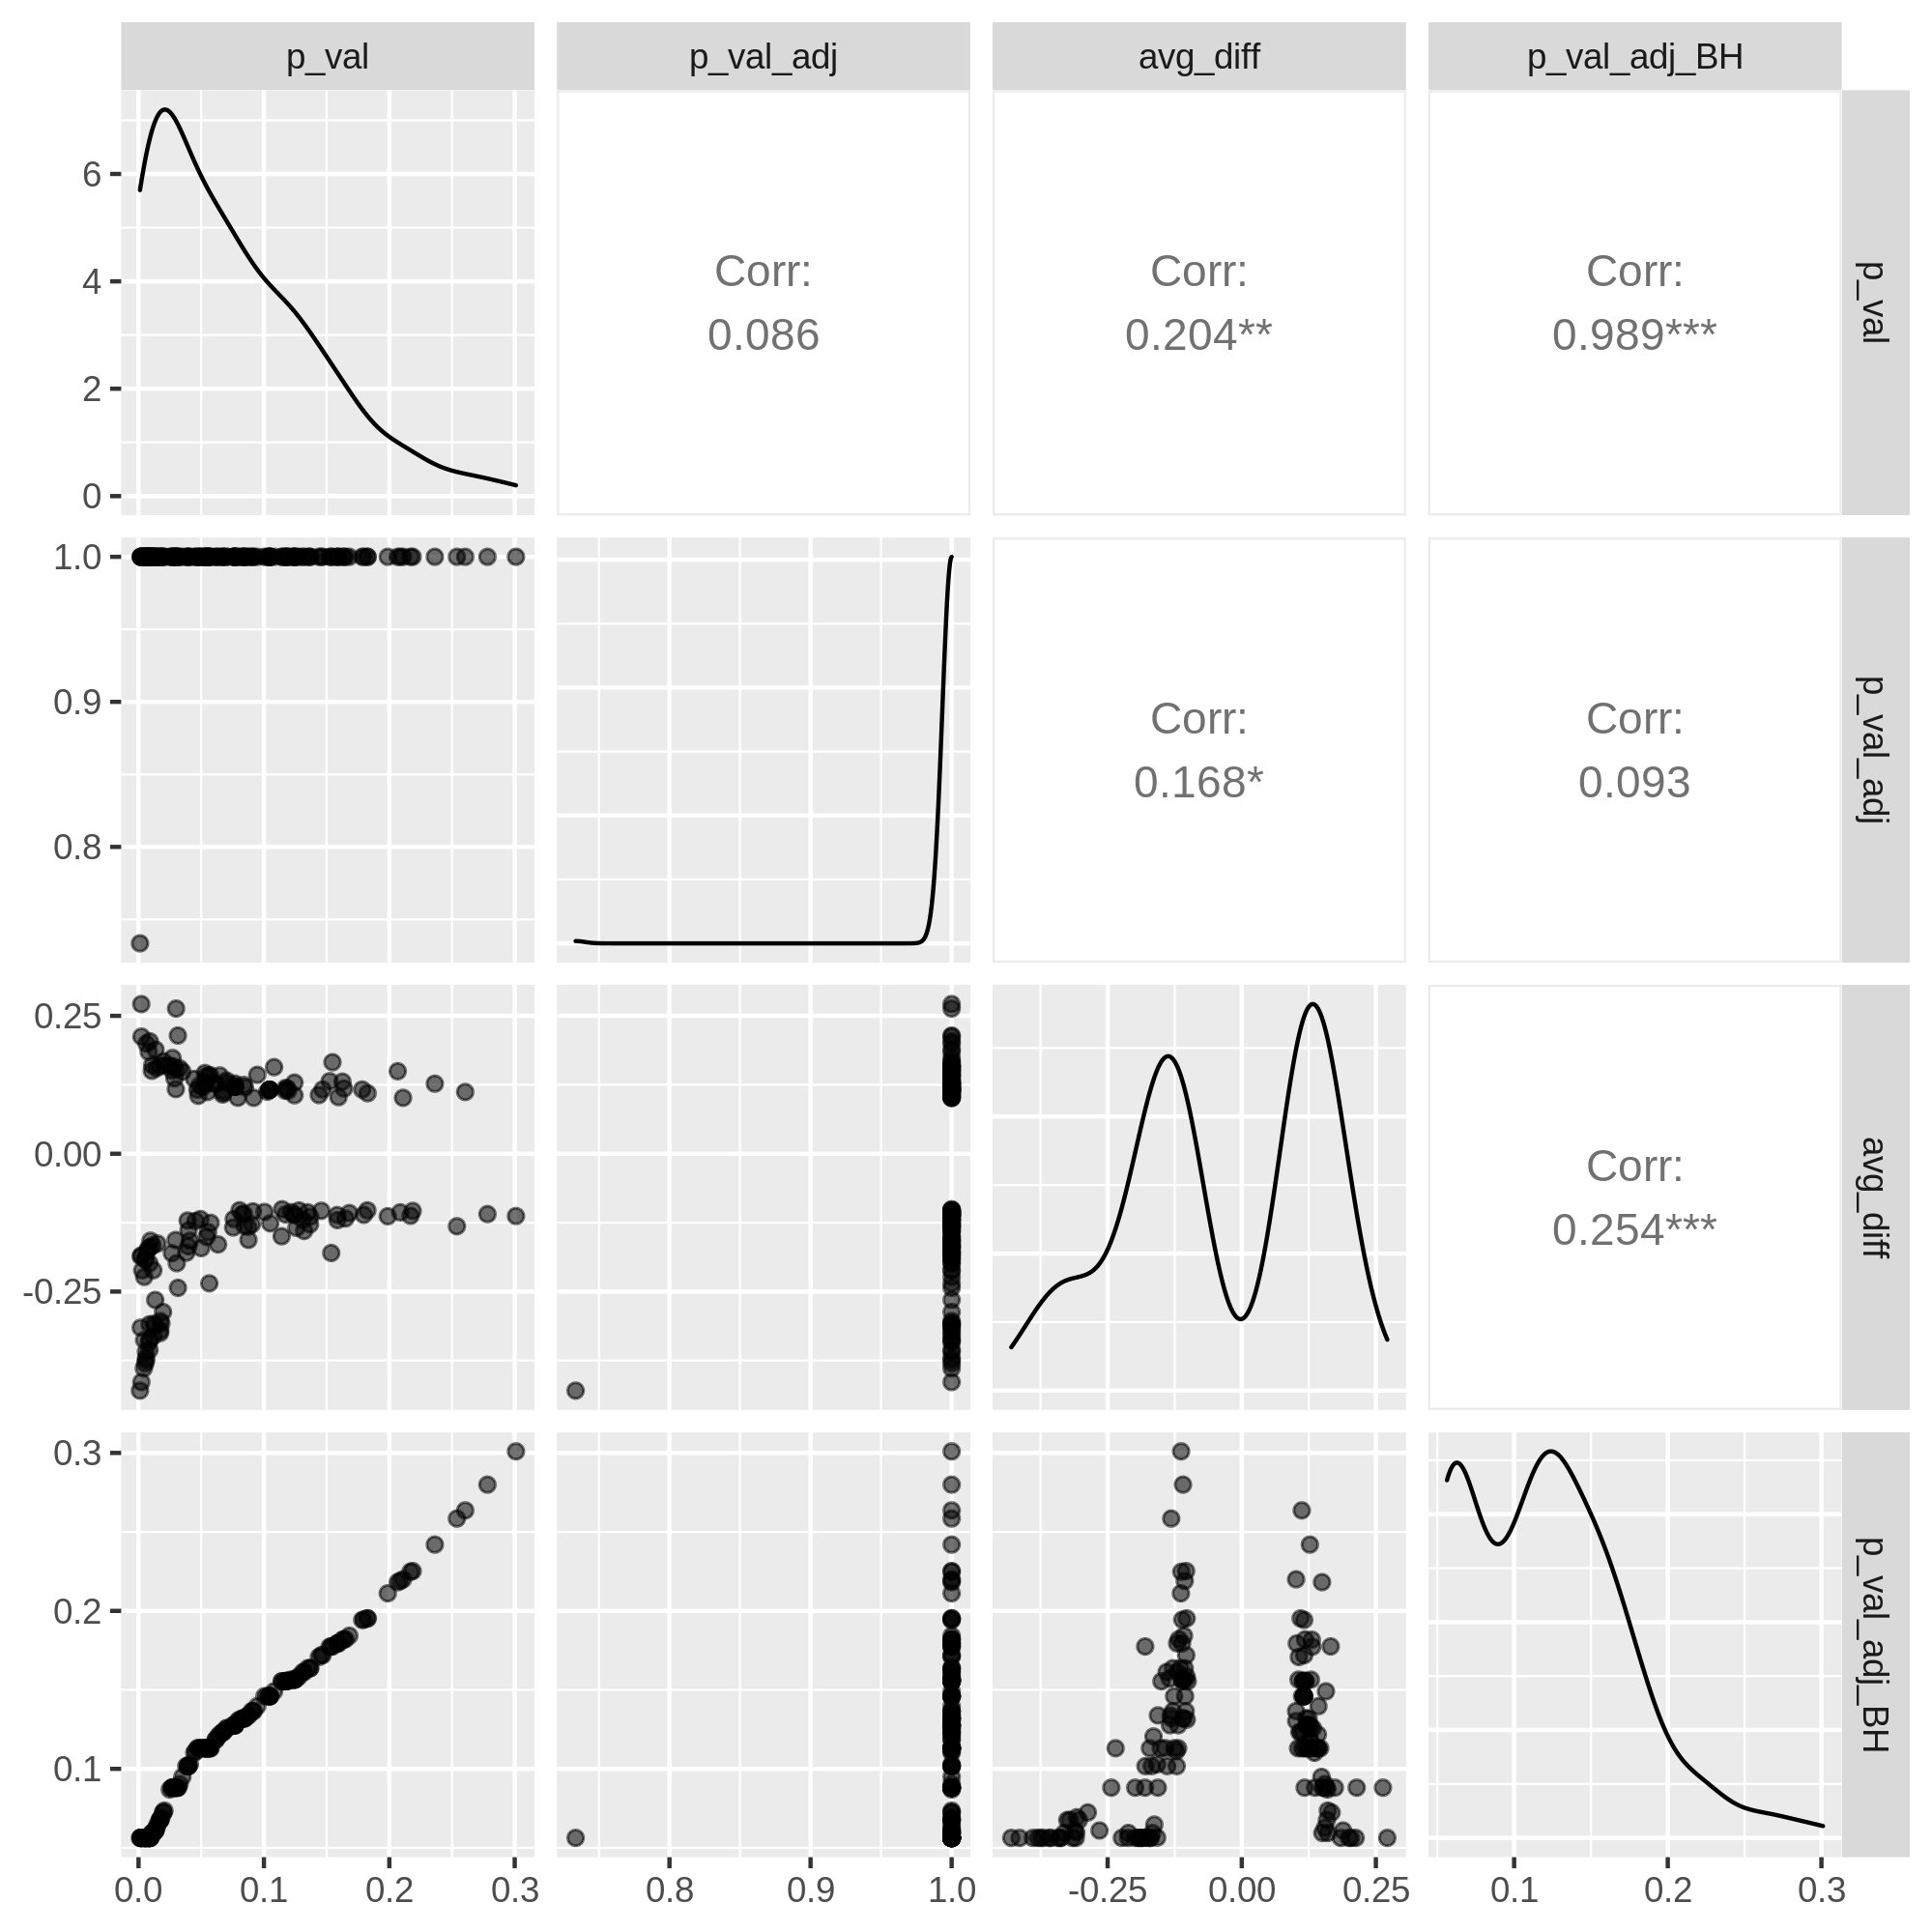 p_val p_val_adj avg_diff p_val_adj_BH
6
4
2
0
Corr:
0.086
Corr:
0.204**
Corr:
0.989***
p_val
1.0
0.9
0.8
Corr:
0.168*
Corr:
0.093
p_val_adj
0.25
0.00
-0.25
Corr:
0.254***
avg_diff
0.3
0.2
0.1
p_val_adj_BH
0.0 0.1 0.2 0.3 0.8 0.9 1.0 -0.25 0.00 0.25 0.1 0.2 0.3